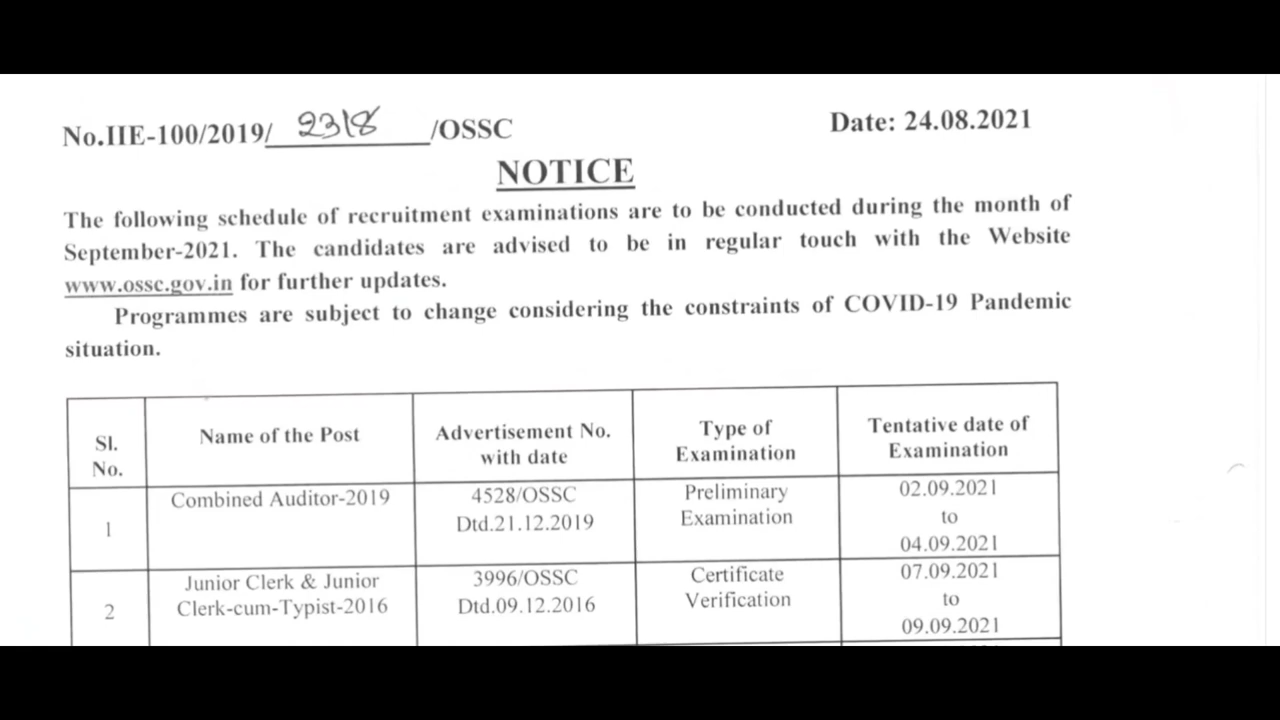 No.IIE-100/2019/ 2318 /OSSC
Date: 24.08.2021
NOTICE
The following schedule of recruitment examinations are to be conducted during the month of
September-2021. The candidates are advised to be in regular touch with the Website
www.ossc.gov.in for further updates.
Programmes are subject to change considering the constraints of COVID-19 Pandemic
situation.
Sl.
No.
Name of the Post
Advertisement No.
with date
Type of
Examination
Tentative date of
Examination
1
Combined Auditor-2019
4528/OSSC
Dtd.21.12.2019
Preliminary
Examination
02.09.2021
to
04.09.2021
2
Junior Clerk & Junior
Clerk-cum-Typist-2016
3996/OSSC
Dtd.09.12.2016
Certificate
Verification
07.09.2021
to
09.09.2021